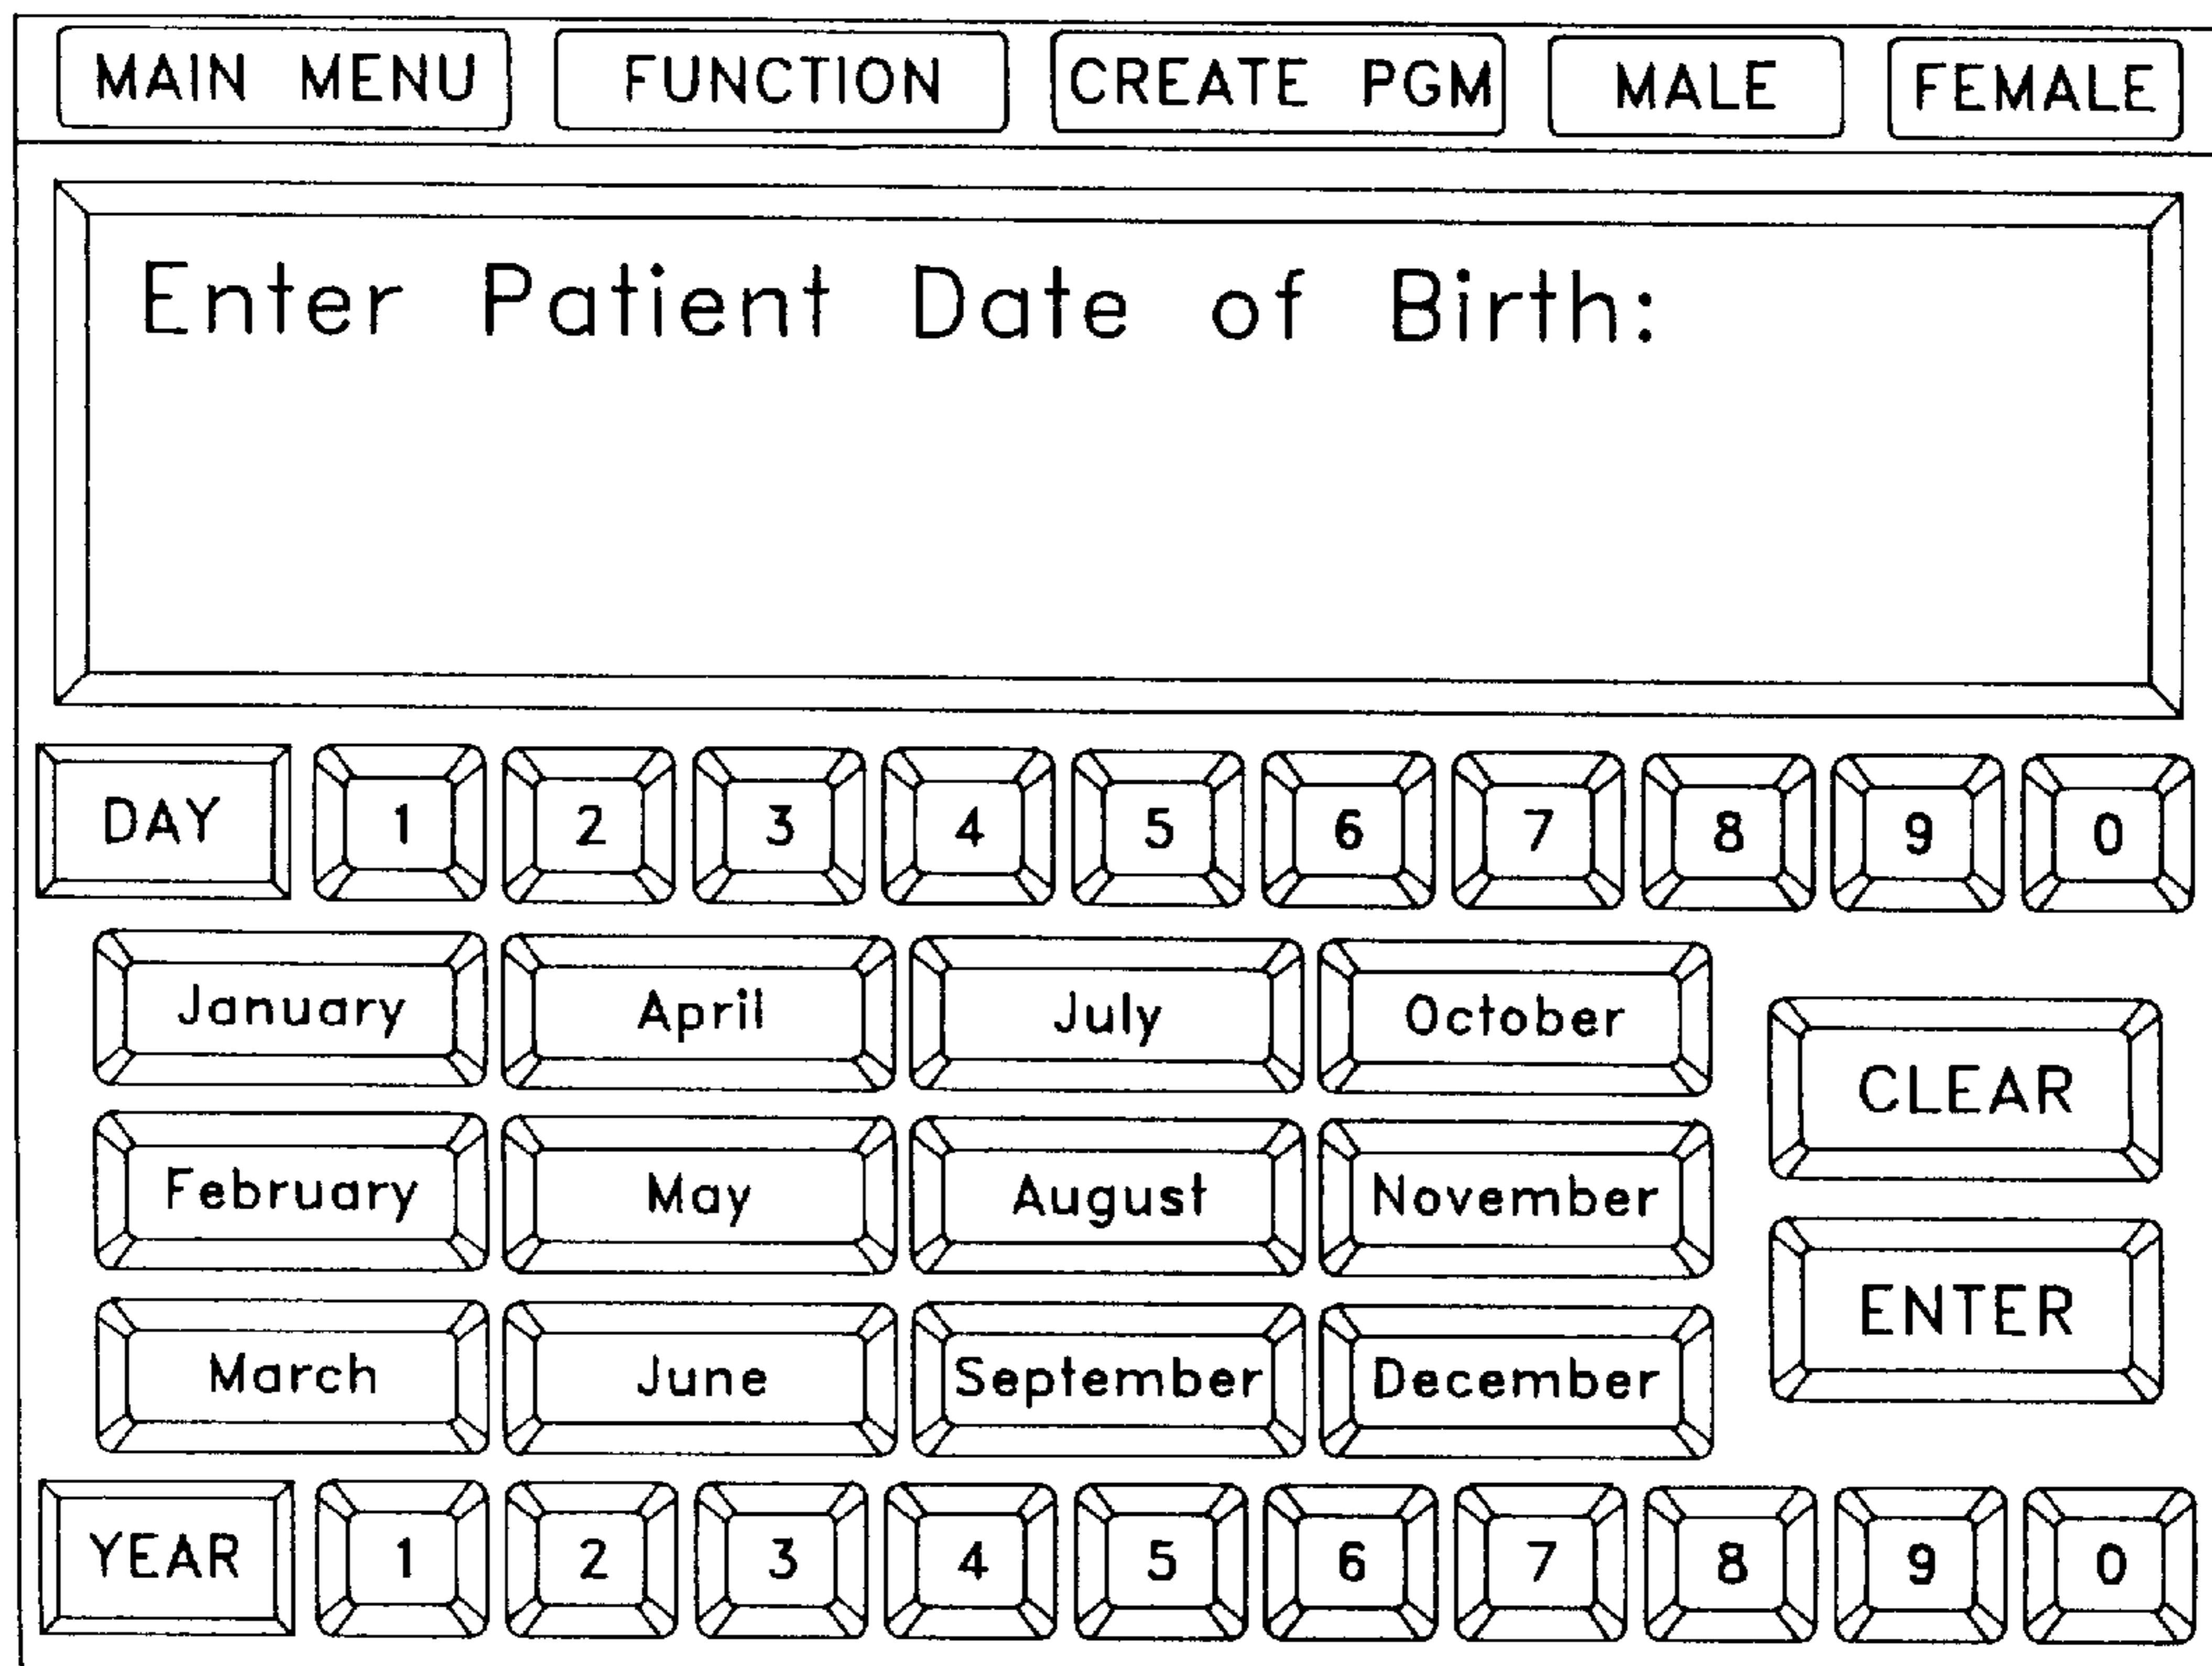 MAIN MENU FUNCTION CREATE PGM MALE FEMALE
Enter Patient Date of Birth:
DAY 1 2 3 4 5 6 7 8 9 0
January April July October
CLEAR
February May August November
ENTER
March June September December
YEAR 1 2 3 4 5 6 7 8 9 0